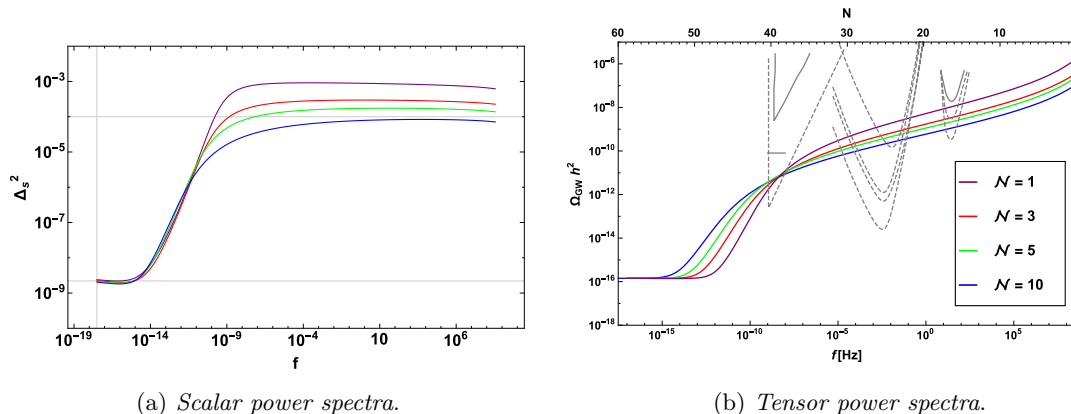 10^-3
10^-5
10^-7
10^-9
Δ_s^2
10^-19
10^-14
10^-9
10^-4
10
10^6
f
(a) Scalar power spectra.
N
60
50
40
30
20
10
10^-6
10^-8
10^-10
10^-12
10^-14
10^-16
10^-18
Ω_GW h^2
𝒩 = 1
𝒩 = 3
𝒩 = 5
𝒩 = 10
10^-15
10^-10
10^-5
10^0
10^5
f[Hz]
(b) Tensor power spectra.